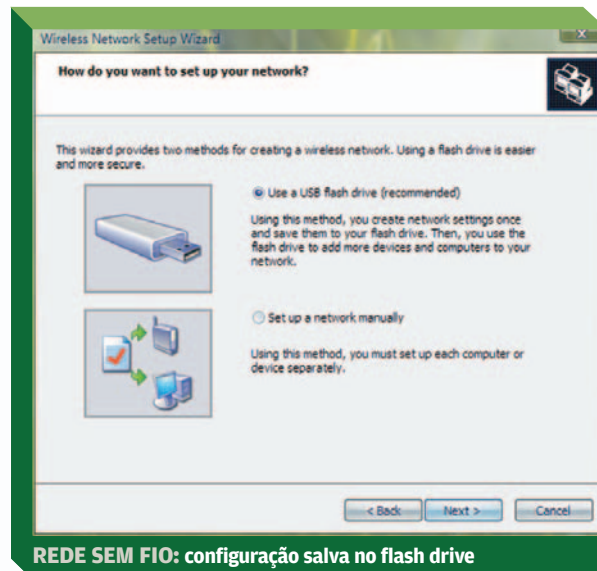 Wireless Network Setup Wizard
How do you want to set up your network?
This wizard provides two methods for creating a wireless network. Using a flash drive is easier
and more secure.
Use a USB flash drive (recommended)
Using this method, you create network settings once
and save them to your flash drive. Then, you use the
flash drive to add more devices and computers to your
network.
Set up a network manually
Using this method, you must set up each computer or
device separately.
< Back Next > Cancel
REDE SEM FIO: configuração salva no flash drive